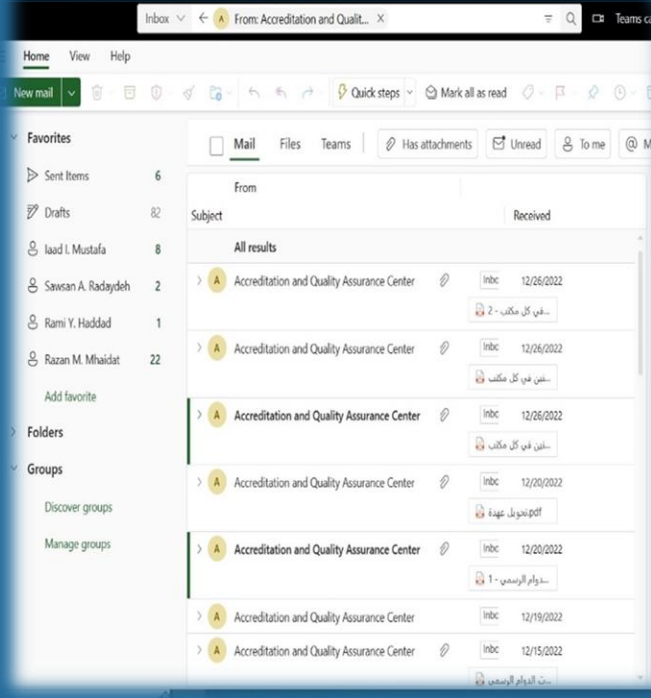 Inbox From: Accreditation and Qualit... X Teams ca
Home View Help
New mail Quick steps Mark all as read
Favorites
Sent Items 6
Drafts 82
Iaad I. Mustafa 8
Sawsan A. Radaydeh 2
Rami Y. Haddad 1
Razan M. Mhaidat 22
Add favorite
Folders
Groups
Discover groups
Manage groups
Mail Files Teams Has attachments Unread To me @ M
From
Subject Received
All results
Accreditation and Quality Assurance Center Inbc 12/26/2022
...في كل مكتب - 2
Accreditation and Quality Assurance Center Inbc 12/26/2022
...نين في كل مكتب
Accreditation and Quality Assurance Center Inbc 12/26/2022
...نين في كل مكتب
Accreditation and Quality Assurance Center Inbc 12/20/2022
تحويل عهدة.pdf
Accreditation and Quality Assurance Center Inbc 12/20/2022
...دوام الرسمي - 1
Accreditation and Quality Assurance Center Inbc 12/19/2022
Accreditation and Quality Assurance Center Inbc 12/15/2022
...ت الدوام الرسمي